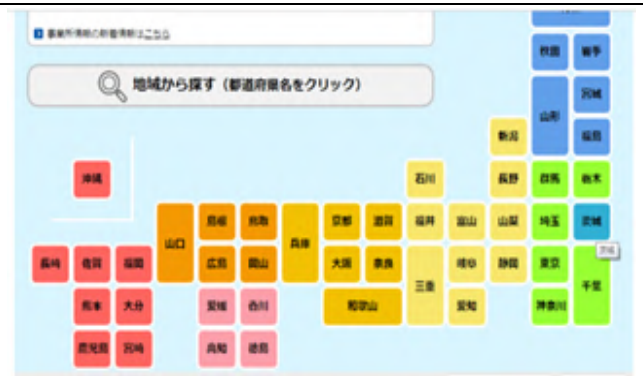 事業所情報の新着情報はこちら
地域から探す（都道府県名をクリック）
秋田 岩手
山形 宮城
新潟 福島
沖縄 石川 長野 群馬 栃木
山口 島根 鳥取 兵庫 京都 滋賀 福井 富山 山梨 埼玉 茨城
茨城
長崎 佐賀 福岡 広島 岡山 大阪 奈良 三重 岐阜 静岡 東京 千葉
熊本 大分 愛媛 香川 和歌山 愛知 神奈川
鹿児島 宮崎 高知 徳島